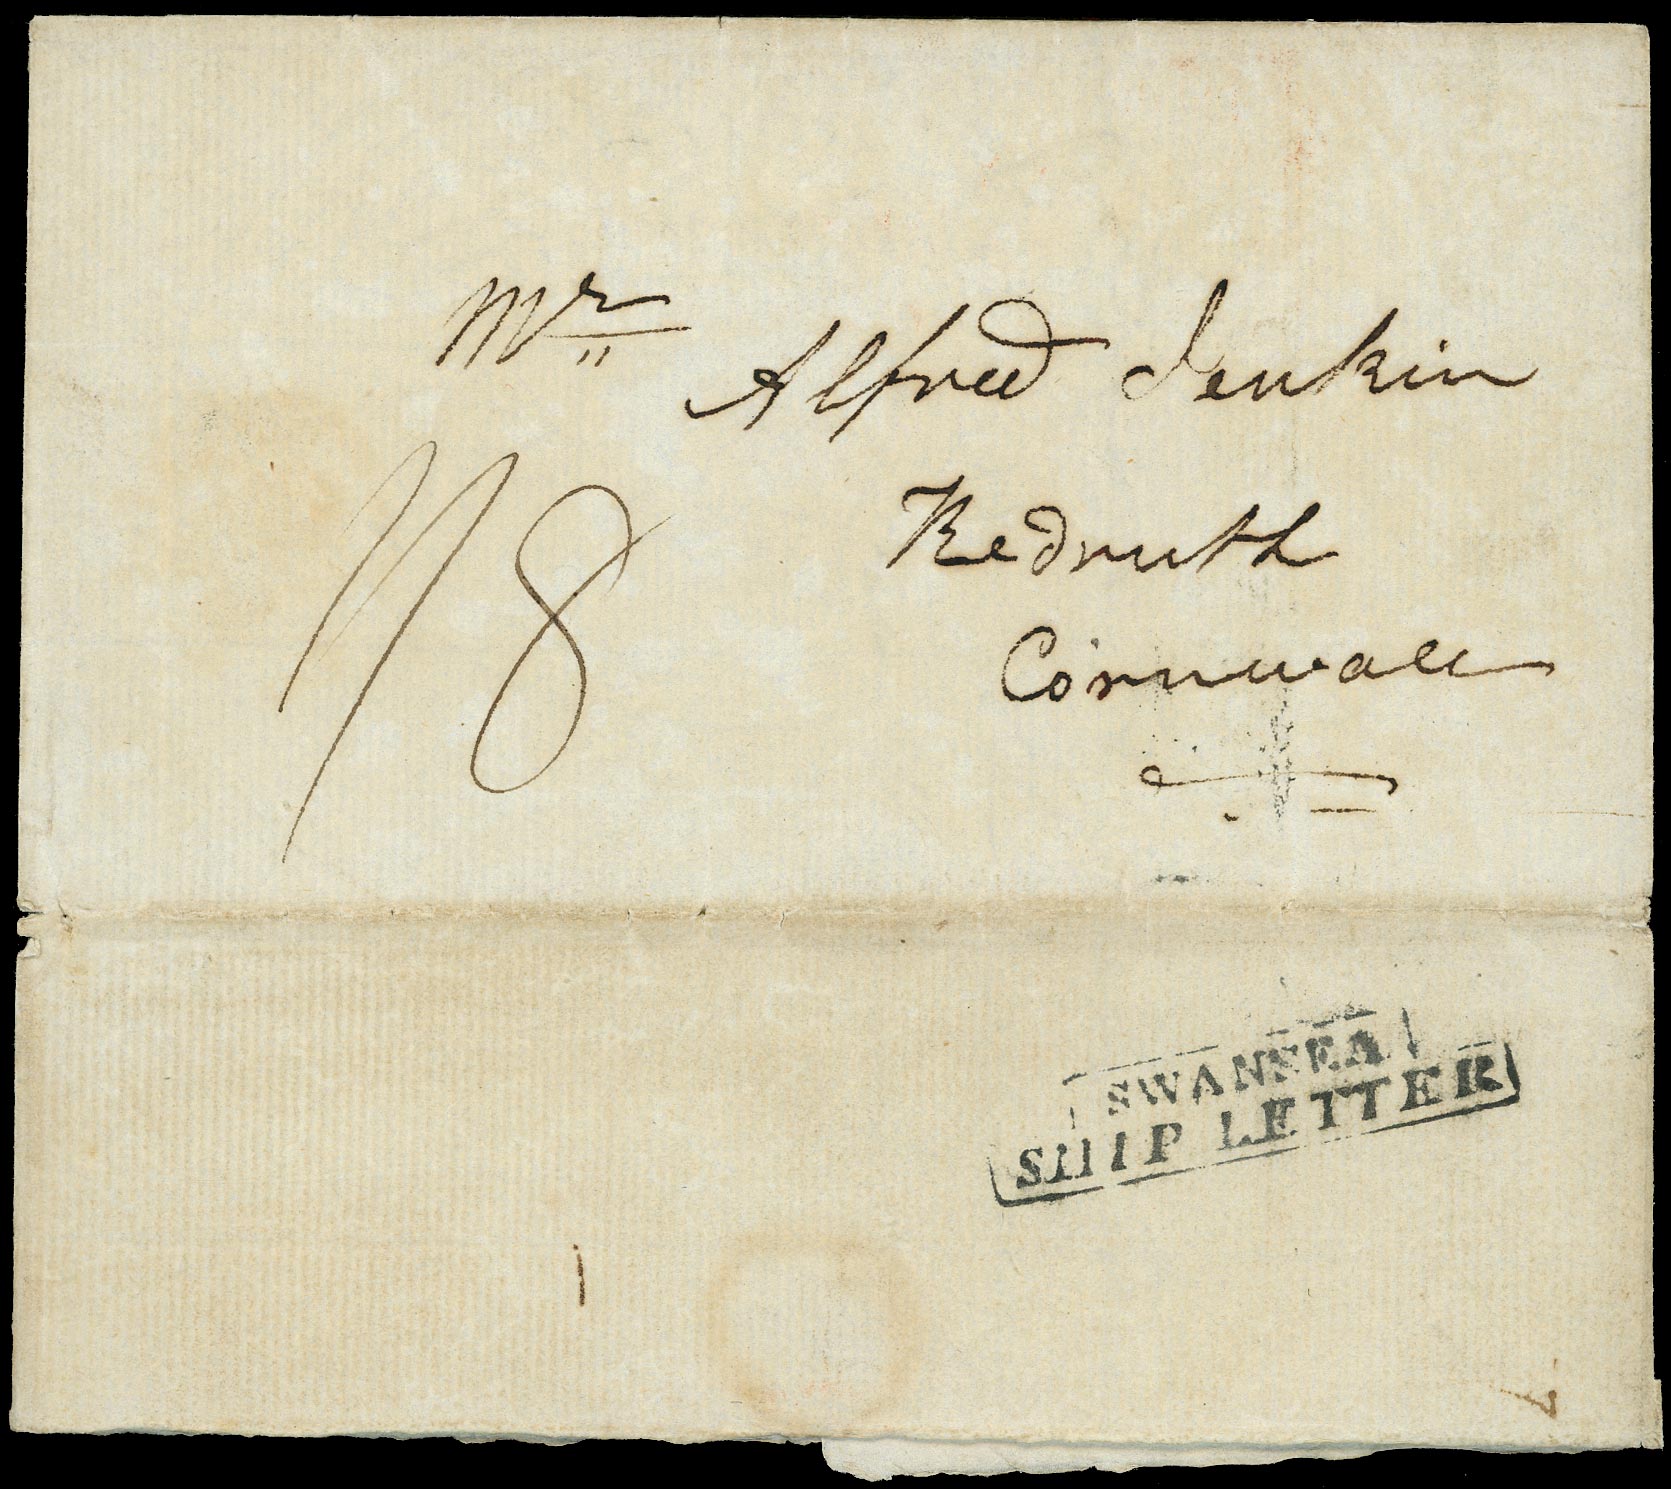 Mr Alfred Jenkin
Redruth
Cornwall
1/8
SWANSEA
SHIP LETTER